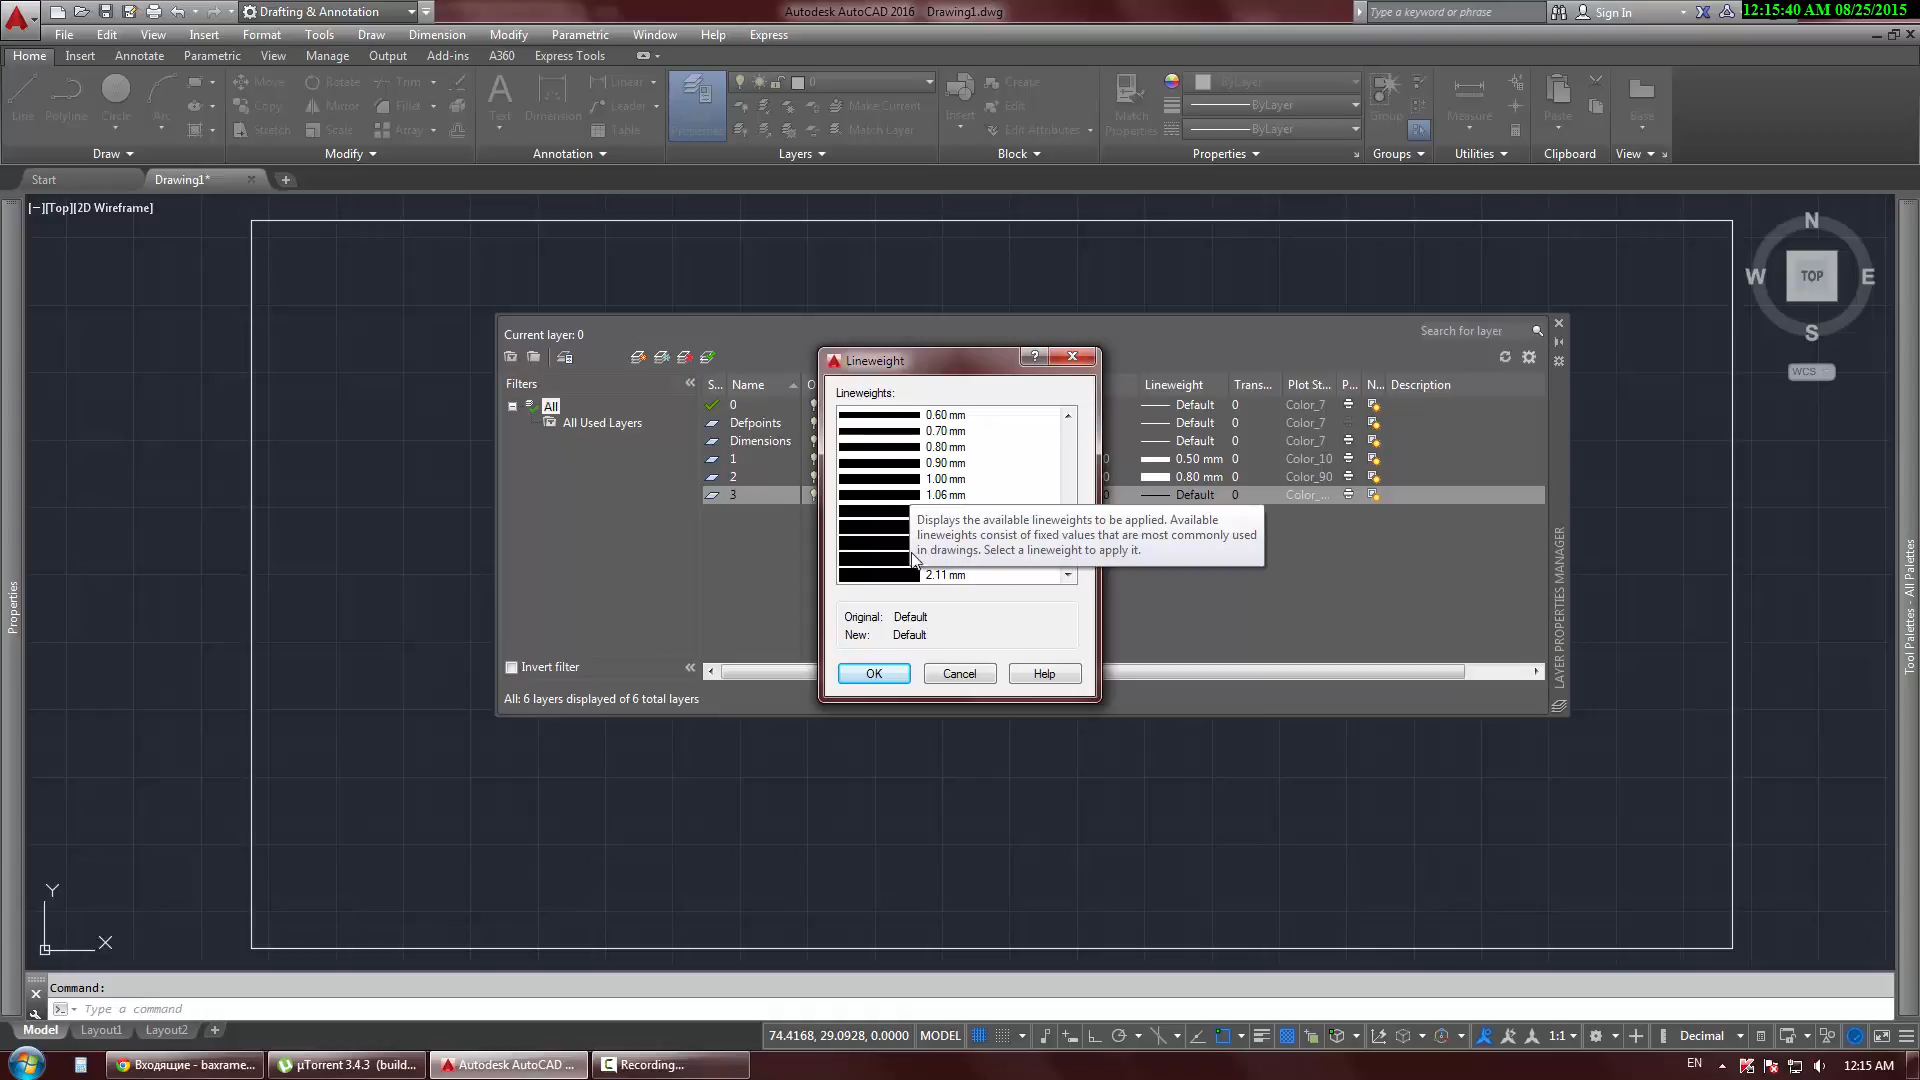 Drafting & Annotation
Autodesk AutoCAD 2016 Drawing1.dwg
Type a keyword or phrase
Sign In
12:15:40 AM 08/25/2015
File Edit View Insert Format Tools Draw Dimension Modify Parametric Window Help Express
Home Insert Annotate Parametric View Manage Output Add-ins A360 Express Tools
Line Polyline Circle Arc
Move Rotate Trim
Copy Mirror Fillet
Stretch Scale Array
Text Dimension
Linear
Leader
Table
Properties
0
Make Current
Match Layer
Insert
Create
Edit
Edit Attributes
Match Properties
ByLayer
ByLayer
ByLayer
Group
Measure
Paste
Base
Draw Modify Annotation Layers Block Properties Groups Utilities Clipboard View
Start Drawing1*
[−][Top][2D Wireframe]
N
W TOP E
S
WCS
Current layer: 0
Search for layer
Filters
All
All Used Layers
S... Name O
Lineweight Trans... Plot St... P... N... Description
0 Default 0 Color_7
Defpoints Default 0 Color_7
Dimensions Default 0 Color_7
1 0 0.50 mm 0 Color_10
2 0 0.80 mm 0 Color_90
3 0 Default 0 Color_...
Lineweight
?
Lineweights:
0.60 mm
0.70 mm
0.80 mm
0.90 mm
1.00 mm
1.06 mm
Displays the available lineweights to be applied. Available
lineweights consist of fixed values that are most commonly used
in drawings. Select a lineweight to apply it.
2.11 mm
Original: Default
New: Default
OK Cancel Help
Invert filter
All: 6 layers displayed of 6 total layers
LAYER PROPERTIES MANAGER
Properties
Tool Palettes - All Palettes
Y
X
Command:
Type a command
Model Layout1 Layout2
74.4168, 29.0928, 0.0000 MODEL
1:1
Decimal
Входящие - baxrame...
µTorrent 3.4.3 (build...
Autodesk AutoCAD ...
Recording...
EN
12:15 AM